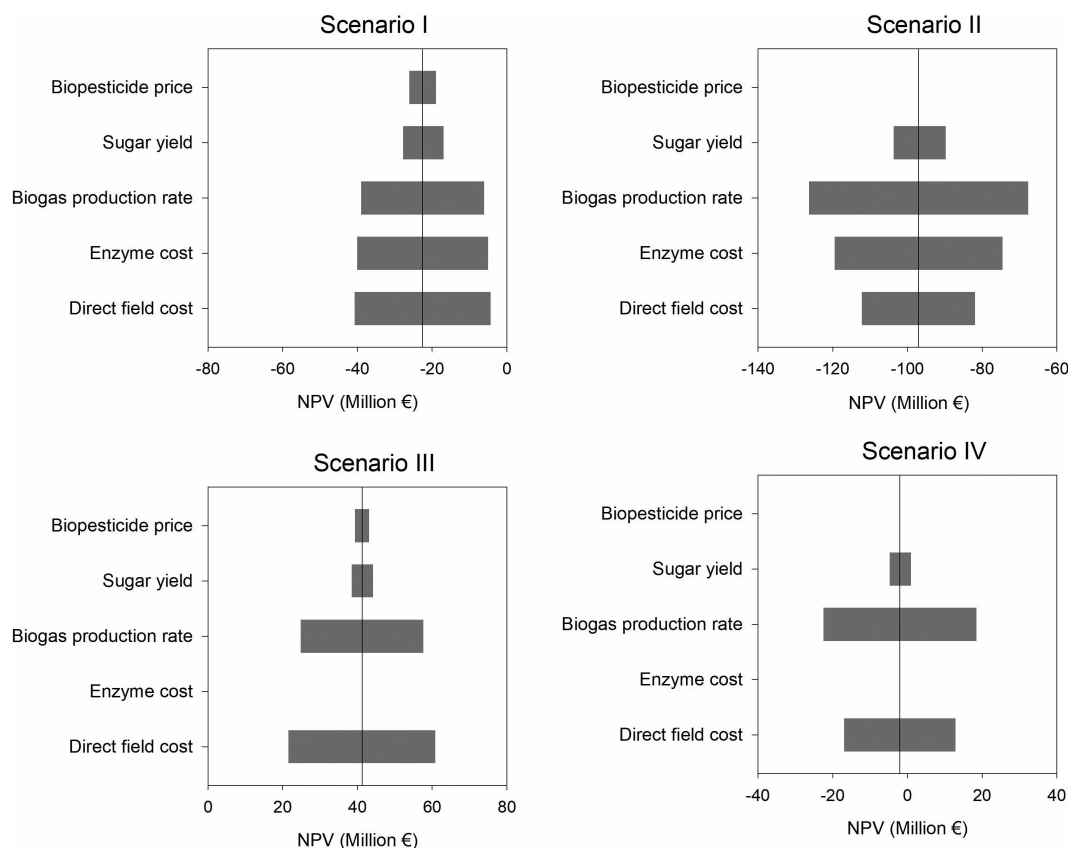 Scenario I
Biopesticide price
Sugar yield
Biogas production rate
Enzyme cost
Direct field cost
-80 -60 -40 -20 0
NPV (Million €)
Scenario II
Biopesticide price
Sugar yield
Biogas production rate
Enzyme cost
Direct field cost
-140 -120 -100 -80 -60
NPV (Million €)
Scenario III
Biopesticide price
Sugar yield
Biogas production rate
Enzyme cost
Direct field cost
0 20 40 60 80
NPV (Million €)
Scenario IV
Biopesticide price
Sugar yield
Biogas production rate
Enzyme cost
Direct field cost
-40 -20 0 20 40
NPV (Million €)